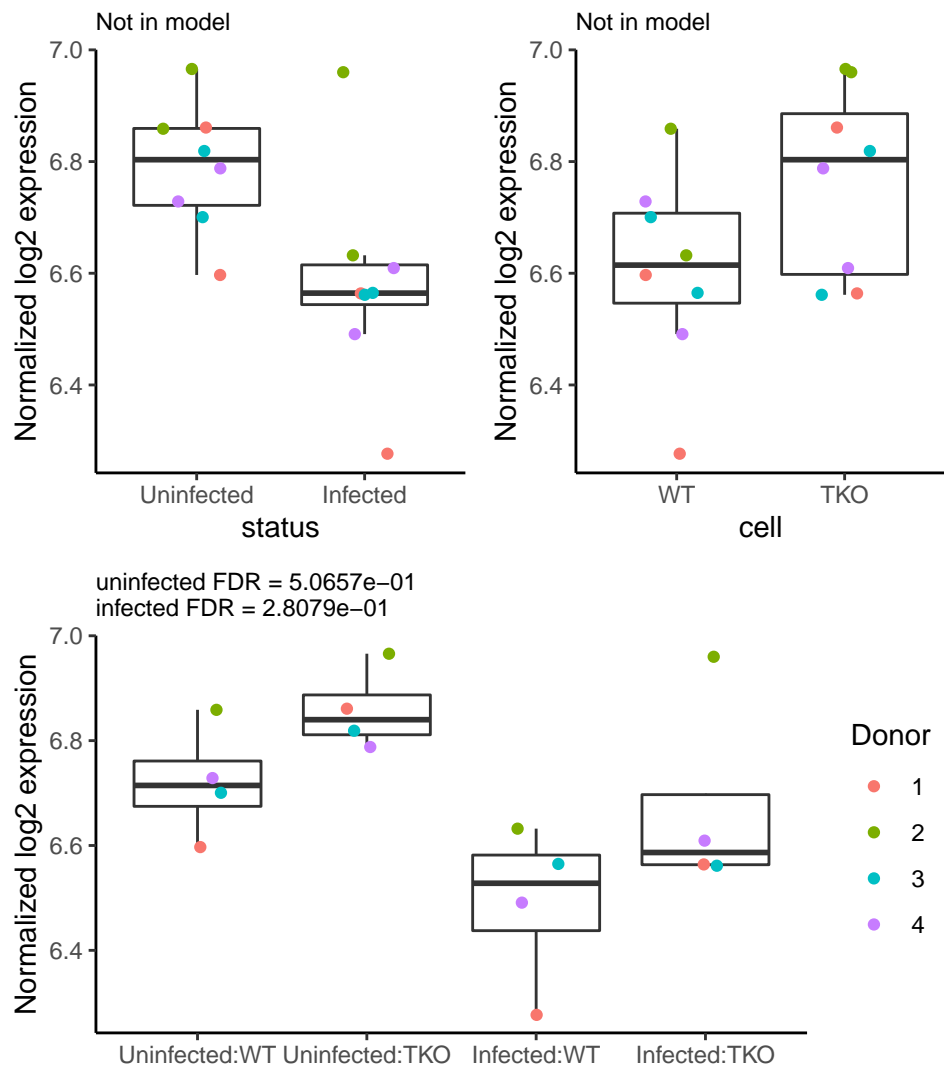 Not in model
Normalized log2 expression
7.0
6.8
6.6
6.4
Uninfected Infected
status
Not in model
Normalized log2 expression
7.0
6.8
6.6
6.4
WT TKO
cell
uninfected FDR = 5.0657e−01
infected FDR = 2.8079e−01
Normalized log2 expression
7.0
6.8
6.6
6.4
Uninfected:WT Uninfected:TKO Infected:WT Infected:TKO
Donor
1
2
3
4